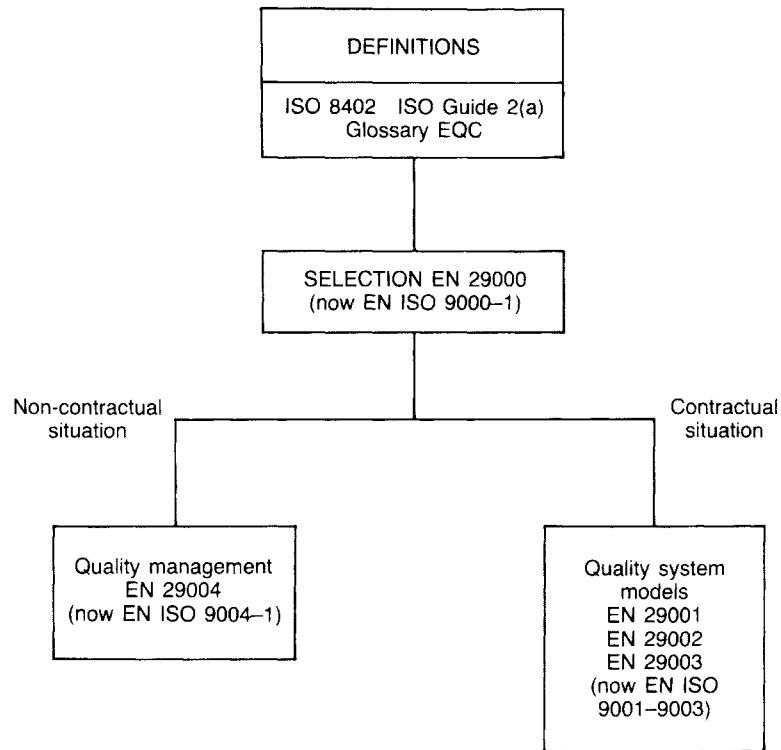 DEFINITIONS
ISO 8402 ISO Guide 2(a)
Glossary EQC
SELECTION EN 29000
(now EN ISO 9000–1)
Non-contractual
situation
Contractual
situation
Quality management
EN 29004
(now EN ISO 9004–1)
Quality system
models
EN 29001
EN 29002
EN 29003
(now EN ISO
9001–9003)